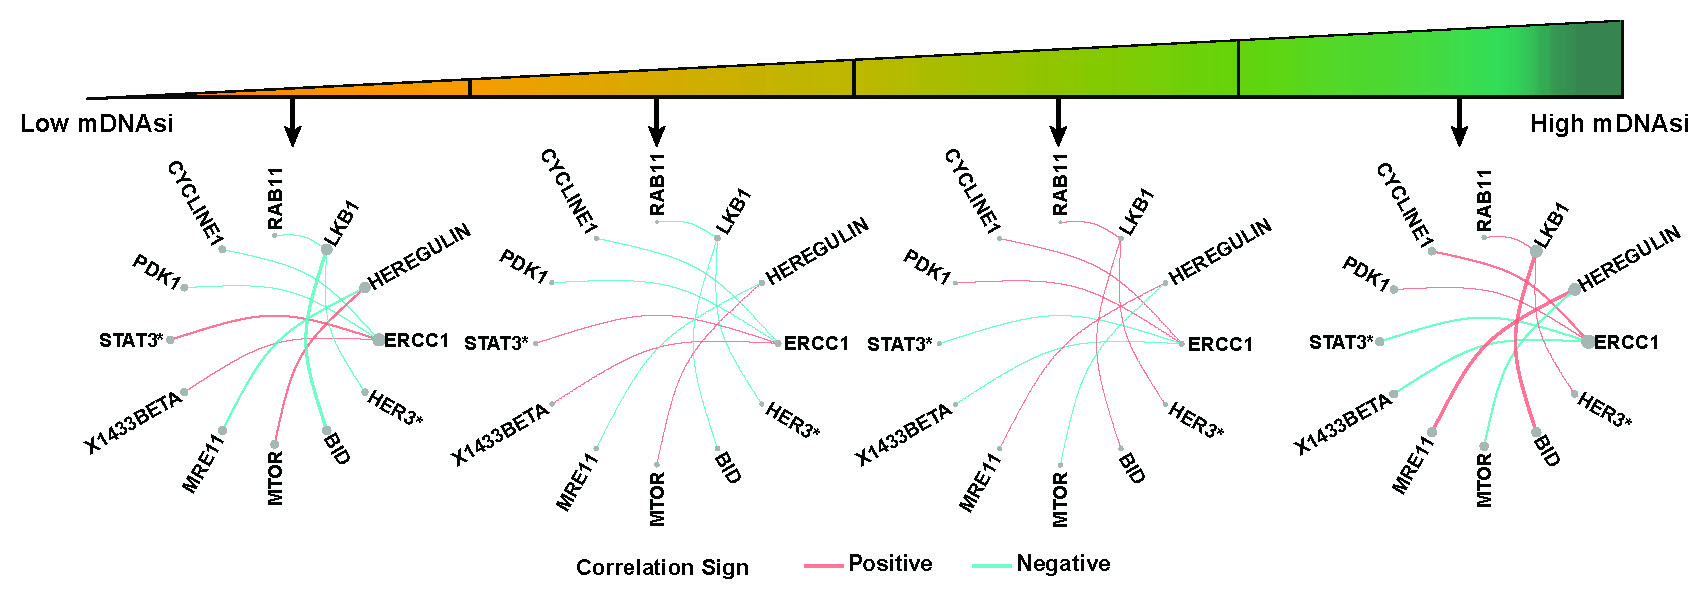 Low mDNAsi
High mDNAsi
CYCLINE1
RAB11
LKB1
HEREGULIN
PDK1
STAT3*
ERCC1
X1433BETA
HER3*
MRE11
MTOR
BID
CYCLINE1
RAB11
LKB1
HEREGULIN
PDK1
STAT3*
ERCC1
X1433BETA
HER3*
MRE11
MTOR
BID
CYCLINE1
RAB11
LKB1
HEREGULIN
PDK1
STAT3*
ERCC1
X1433BETA
HER3*
MRE11
MTOR
BID
CYCLINE1
RAB11
LKB1
HEREGULIN
PDK1
STAT3*
ERCC1
X1433BETA
HER3*
MRE11
MTOR
BID
Correlation Sign Positive Negative